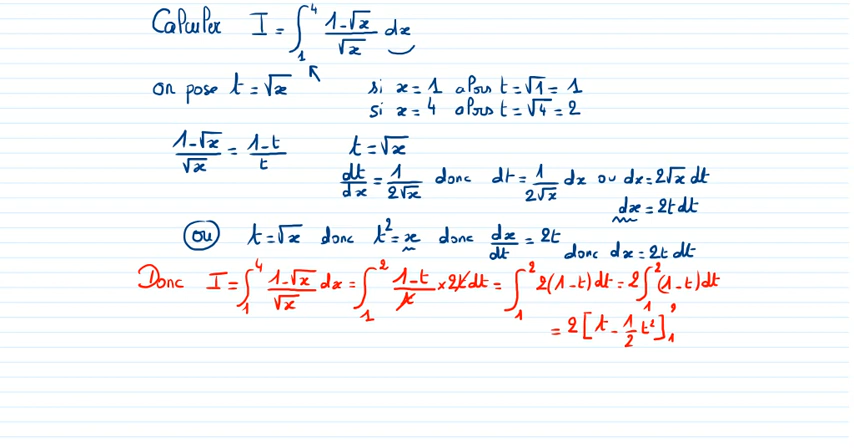 Calculer I = ∫₁⁴ (1-√x)/√x dx
on pose t = √x si x = 1 alors t = √1 = 1
si x = 4 alors t = √4 = 2
(1-√x)/√x = (1-t)/t t = √x
dt/dx = 1/(2√x) donc dt = 1/(2√x) dx ou dx = 2√x dt
dx = 2t dt
ou t = √x donc t² = x donc dx/dt = 2t
donc dx = 2t dt
Donc I = ∫₁⁴ (1-√x)/√x dx = ∫₁² (1-t)/t × 2t dt = ∫₁² 2(1-t) dt = 2∫₁² (1-t) dt
= 2[t - 1/2 t²]₁